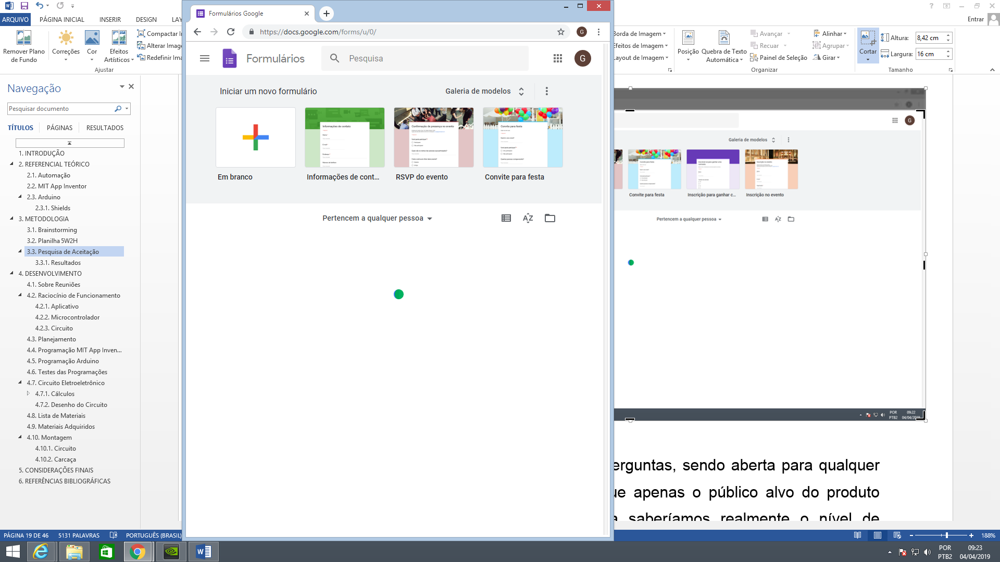 Formulários Google
https://docs.google.com/forms/u/0/
ARQUIVO PÁGINA INICIAL INSERIR DESIGN LAY
Entrar
Remover Plano de Fundo
Correções
Cor
Efeitos Artísticos
Compactar I
Alterar Imag
Redefinir Ima
Ajustar
Borda de Imagem
Efeitos de Imagem
Layout de Imagem
Posição
Quebra de Texto Automática
Avançar
Recuar
Painel de Seleção
Alinhar
Agrupar
Girar
Organizar
Cortar
Altura: 8,42 cm
Largura: 16 cm
Tamanho
Navegação
Pesquisar documento
TÍTULOS PÁGINAS RESULTADOS
1. INTRODUÇÃO
2. REFERENCIAL TEÓRICO
2.1. Automação
2.2. MIT App Inventor
2.3. Arduino
2.3.1. Shields
3. METODOLOGIA
3.1. Brainstorming
3.2. Planilha 5W2H
3.3. Pesquisa de Aceitação
3.3.1. Resultados
4. DESENVOLVIMENTO
4.1. Sobre Reuniões
4.2. Raciocínio de Funcionamento
4.2.1. Aplicativo
4.2.2. Microcontrolador
4.2.3. Circuito
4.3. Planejamento
4.4. Programação MIT App Inven...
4.5. Programação Arduino
4.6. Testes das Programações
4.7. Circuito Eletroeletrônico
4.7.1. Cálculos
4.7.2. Desenho do Circuito
4.8. Lista de Materiais
4.9. Materiais Adquiridos
4.10. Montagem
4.10.1. Circuito
4.10.2. Carcaça
5. CONSIDERAÇÕES FINAIS
6. REFERÊNCIAS BIBLIOGRÁFICAS
Formulários
Pesquisa
G
G
Iniciar um novo formulário
Galeria de modelos
Informações de contato
Confirmação de presença no evento
Convite para festa
Em branco
Informações de cont...
RSVP do evento
Convite para festa
Pertencem a qualquer pessoa
AZ
G
Galeria de modelos
Convite para festa
Inscrição para ganhar c...
Inscrição no evento
Pertencem a qualquer pessoa
AZ
POR 09:22
PTB2 04/04/2019
erguntas, sendo aberta para qualquer
ue apenas o público alvo do produto
a saberíamos realmente o nível de
PÁGINA 19 DE 46 5131 PALAVRAS PORTUGUÊS (BRASIL)
188%
POR 09:23
PTB2 04/04/2019